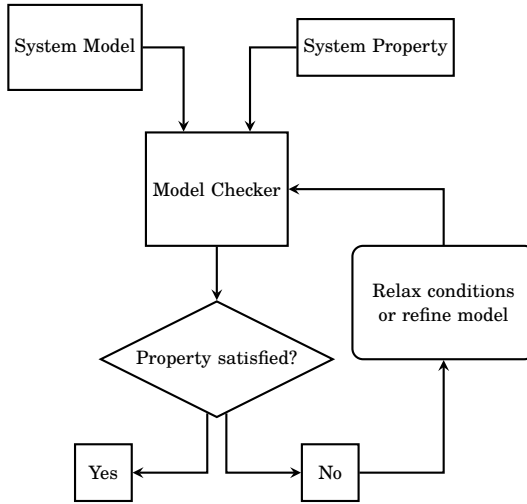 System Model
System Property
Model Checker
Relax conditions
or refine model
Property satisfied?
Yes
No